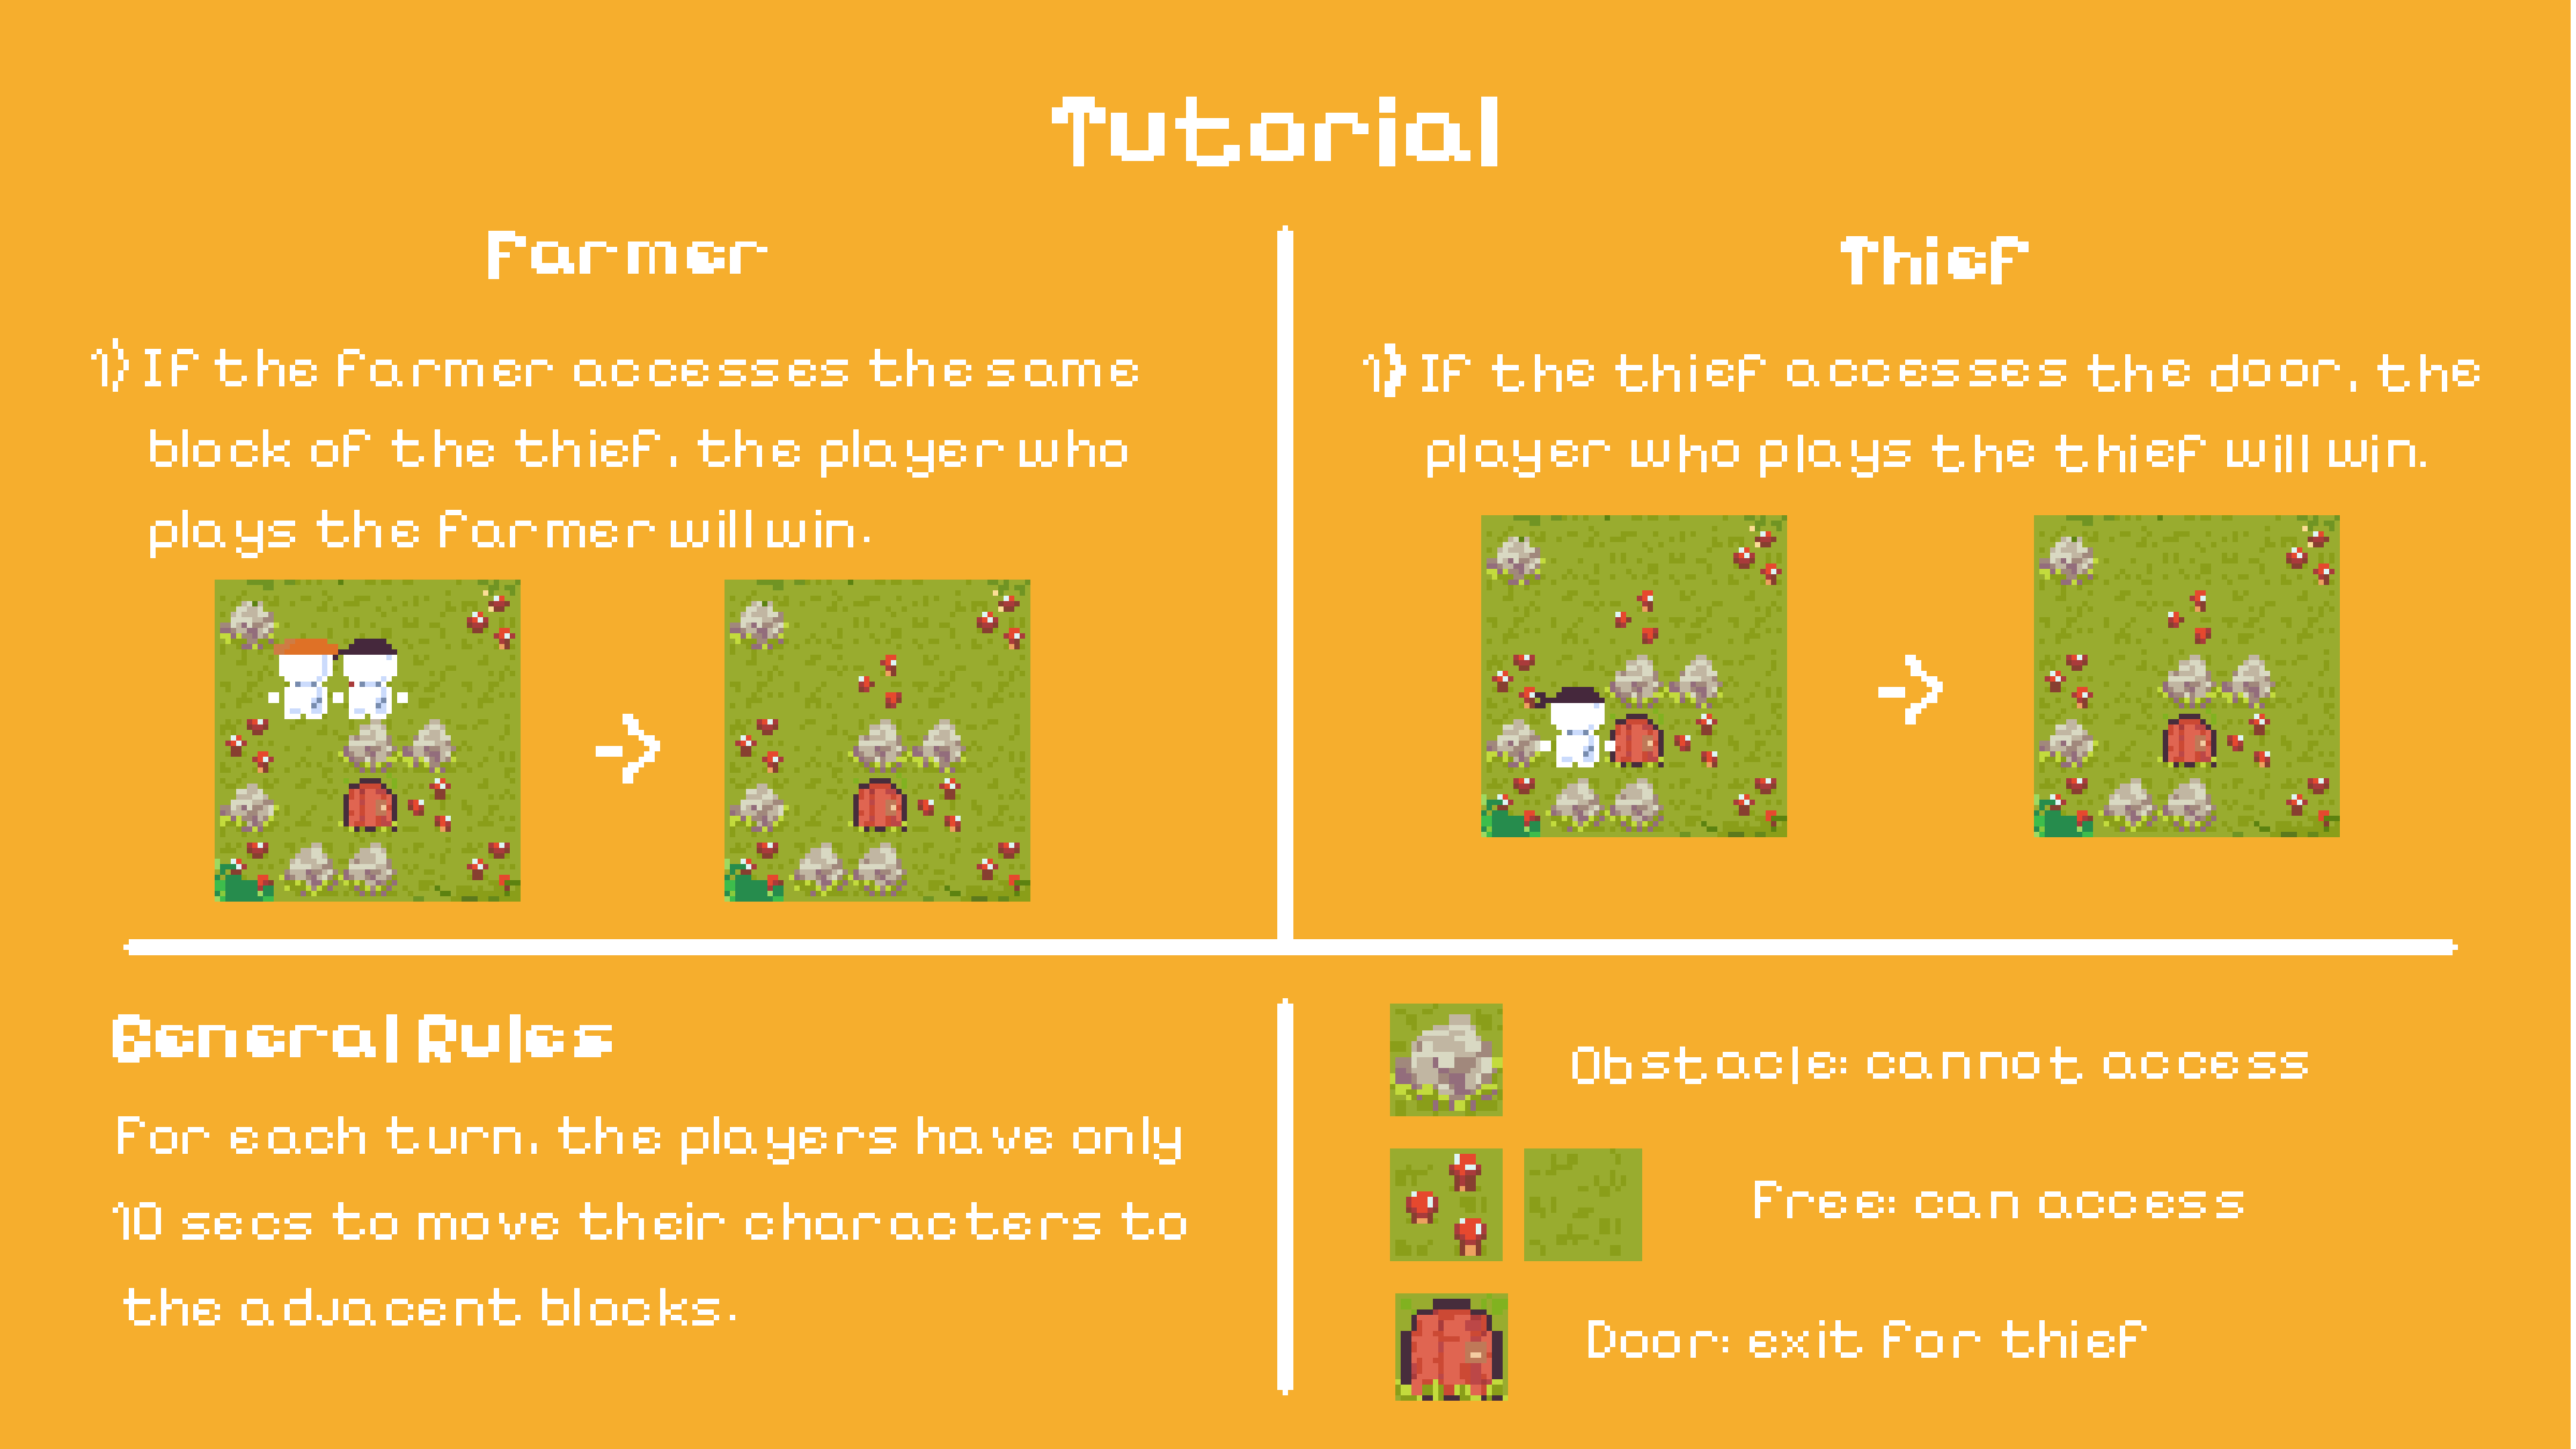 Tutorial
Farmer
1) If the farmer accesses the same
block of the thief, the player who
plays the farmer will win.
->
Thief
1) If the thief accesses the door, the
player who plays the thief will win.
->
General Rules
For each turn, the players have only
10 secs to move their characters to
the adjacent blocks.
Obstacle: cannot access
Free: can access
Door: exit for thief